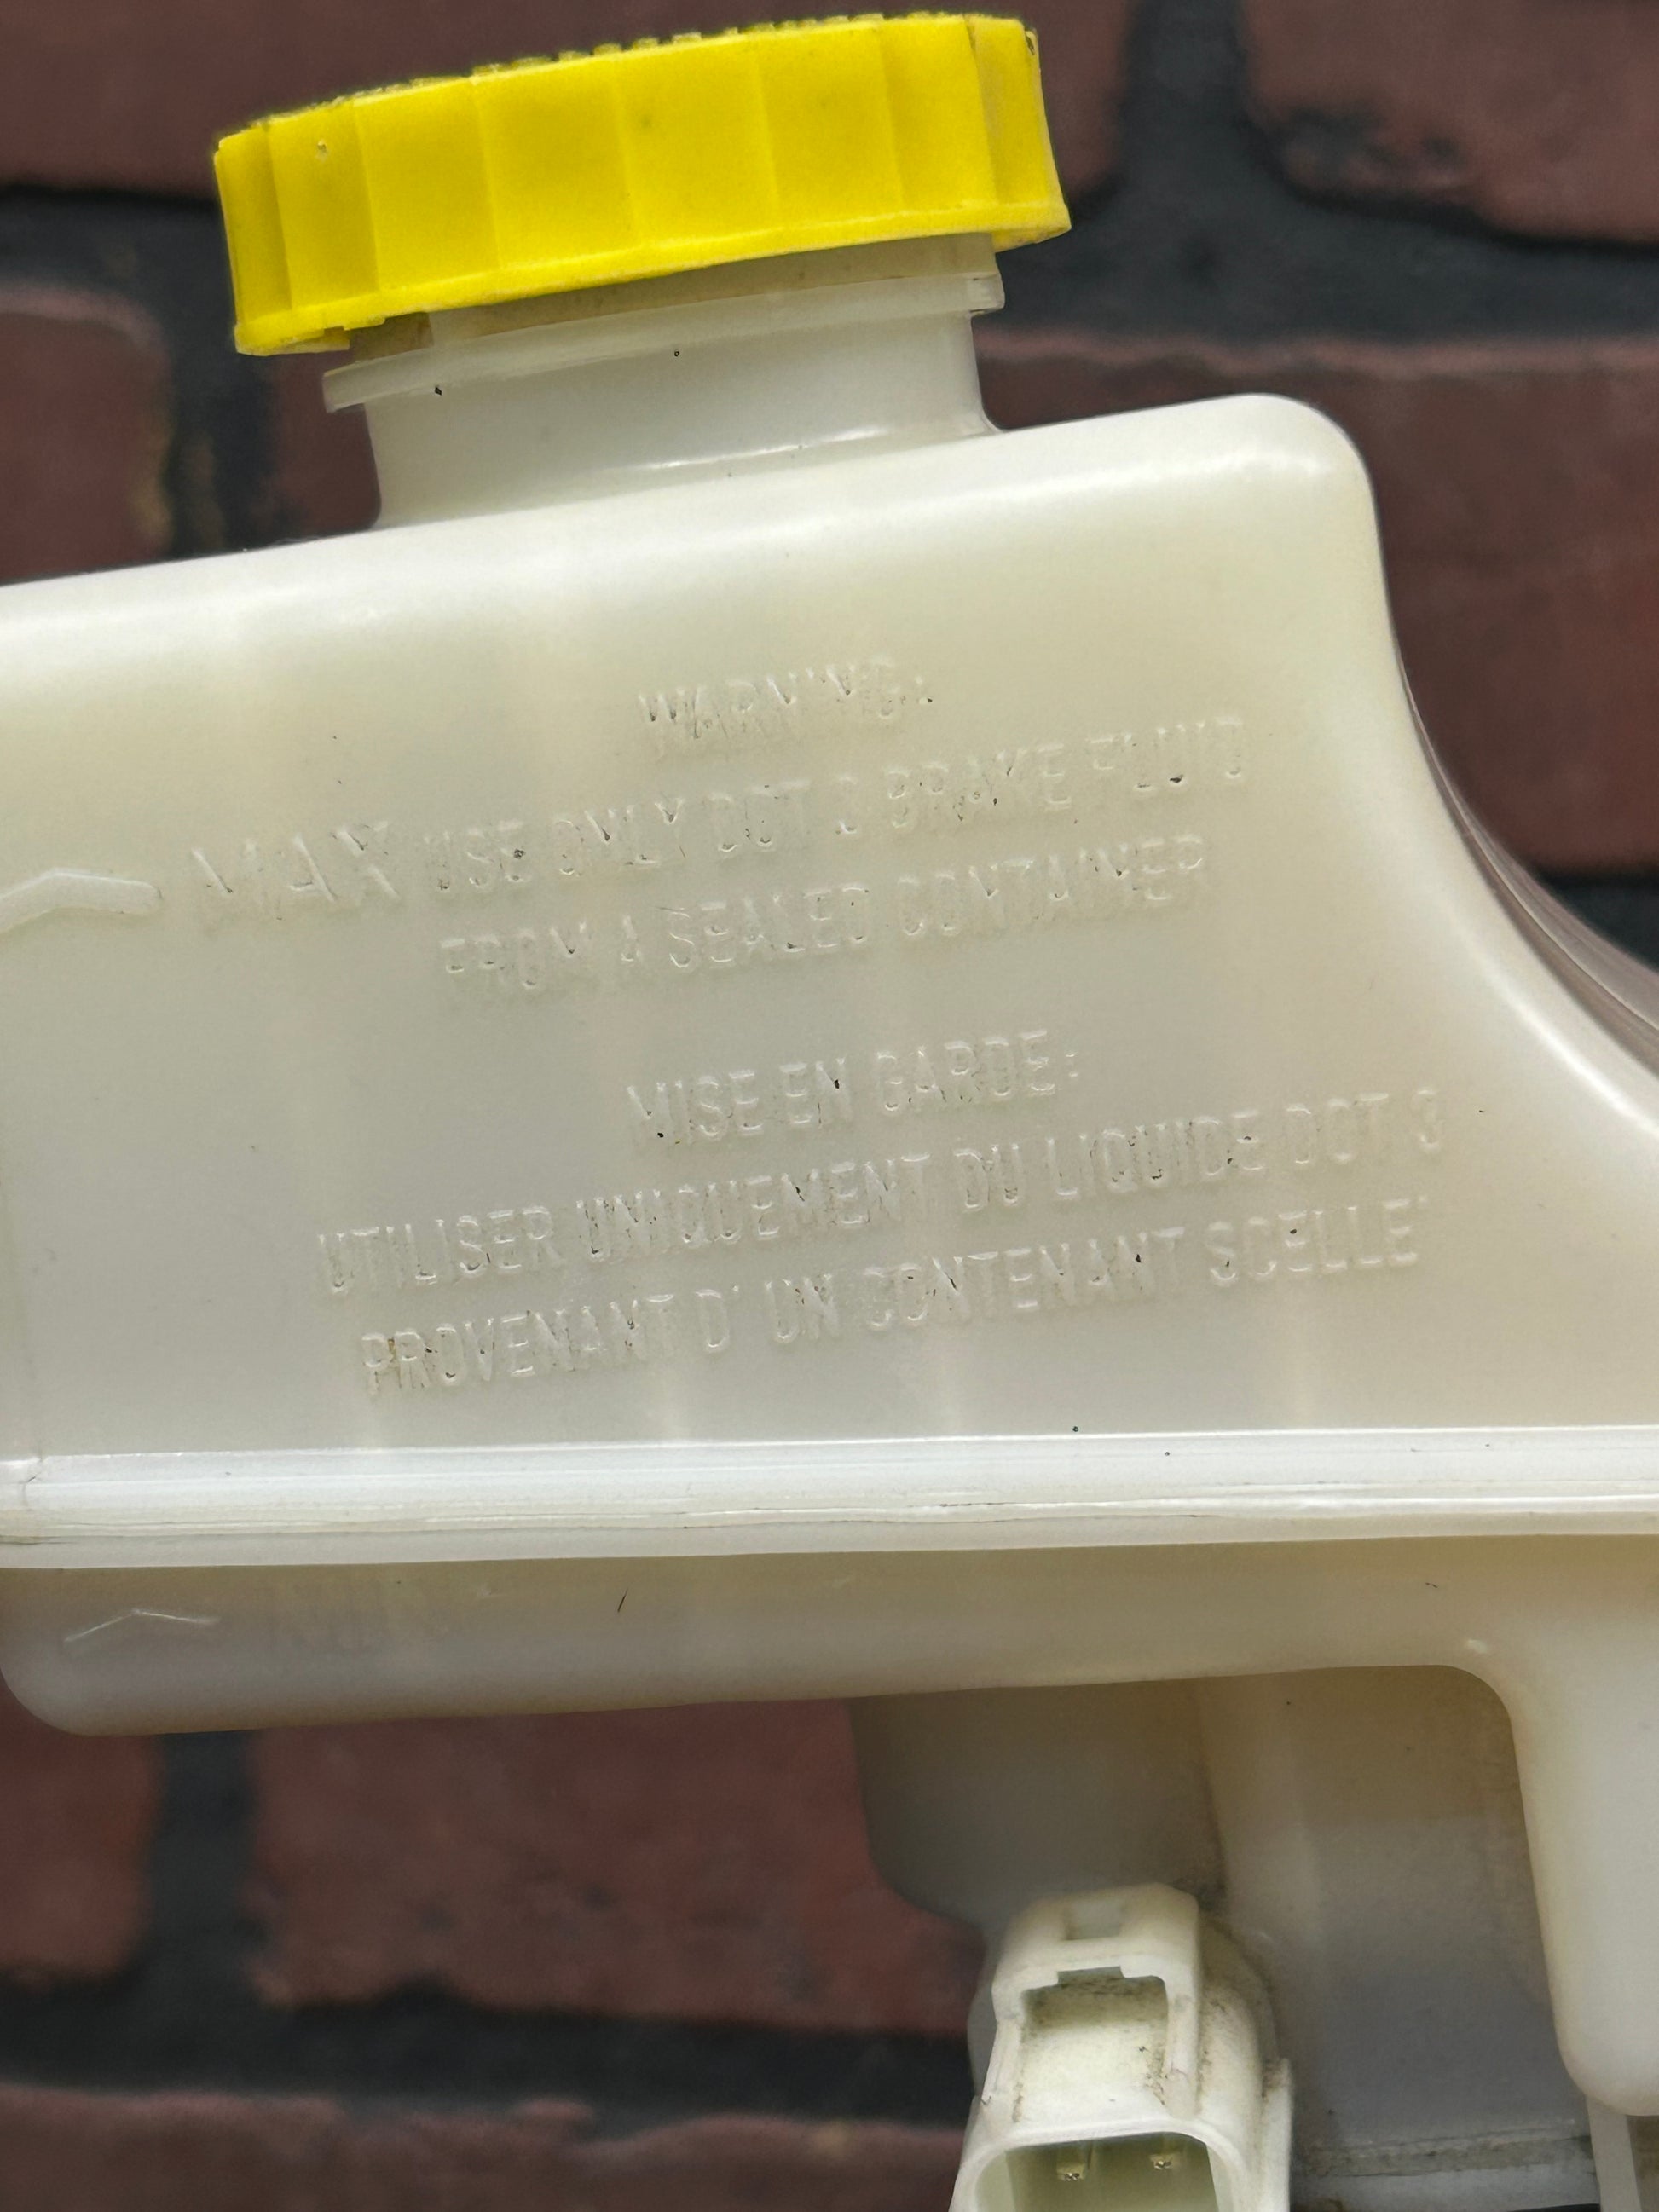 WARNING:
MAX USE ONLY DOT 3 BRAKE FLUID
FROM A SEALED CONTAINER
MISE EN GARDE:
UTILISER UNIQUEMENT DU LIQUIDE DOT 3
PROVENANT D' UN CONTENANT SCELLE'